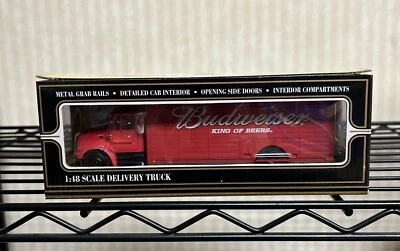 METAL GRAB RAILS • DETAILED CAB INTERIOR • OPENING SIDE DOORS • INTERIOR COMPARTMENTS
Budweiser
KING OF BEERS.
1:48 SCALE DELIVERY TRUCK